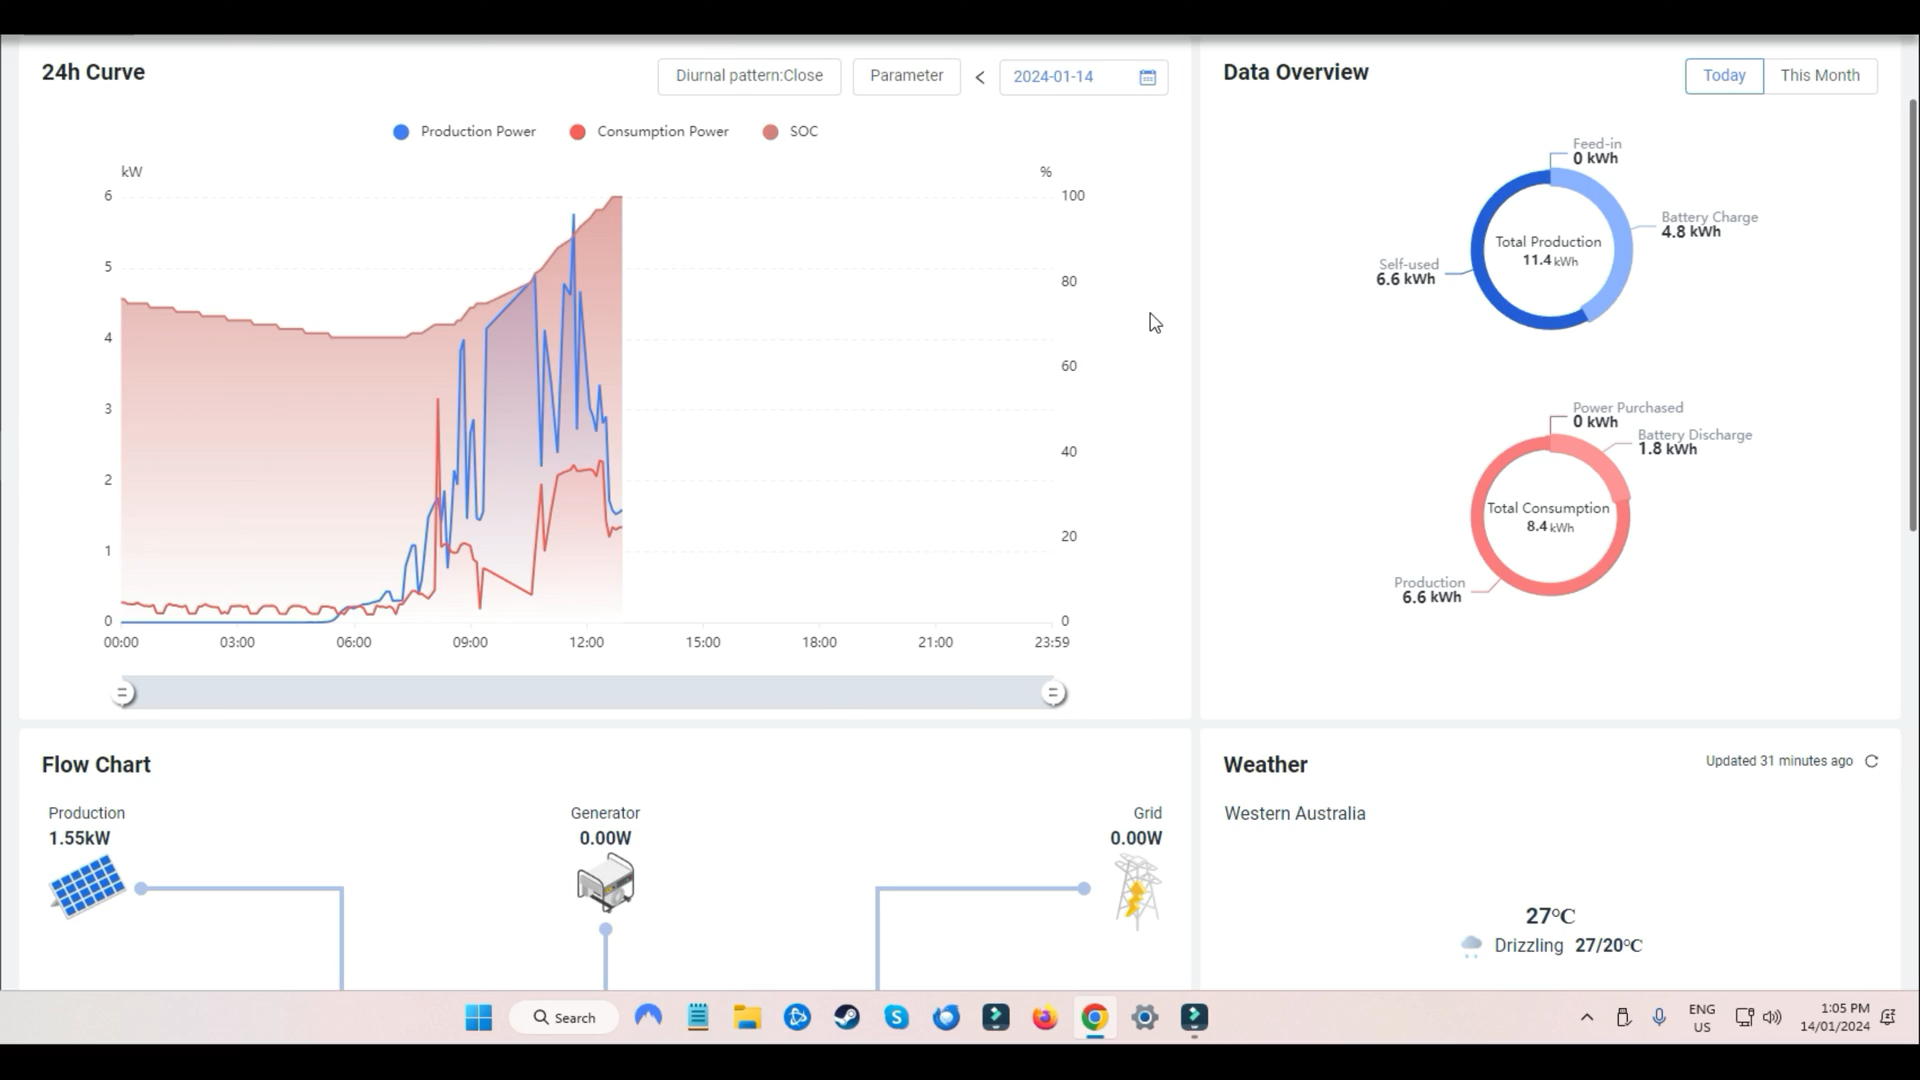 24h Curve
Diurnal pattern:Close
Parameter
<
2024-01-14
Production Power
Consumption Power
SOC
kW
%
6
5
4
3
2
1
0
100
80
60
40
20
0
00:00
03:00
06:00
09:00
12:00
15:00
18:00
21:00
23:59
Data Overview
Today
This Month
Feed-in
0 kWh
Battery Charge
4.8 kWh
Total Production
11.4 kWh
Self-used
6.6 kWh
Power Purchased
0 kWh
Battery Discharge
1.8 kWh
Total Consumption
8.4 kWh
Production
6.6 kWh
Flow Chart
Production
1.55kW
Generator
0.00W
Grid
0.00W
Weather
Updated 31 minutes ago
Western Australia
27°C
Drizzling 27/20°C
Search
ENG
US
1:05 PM
14/01/2024